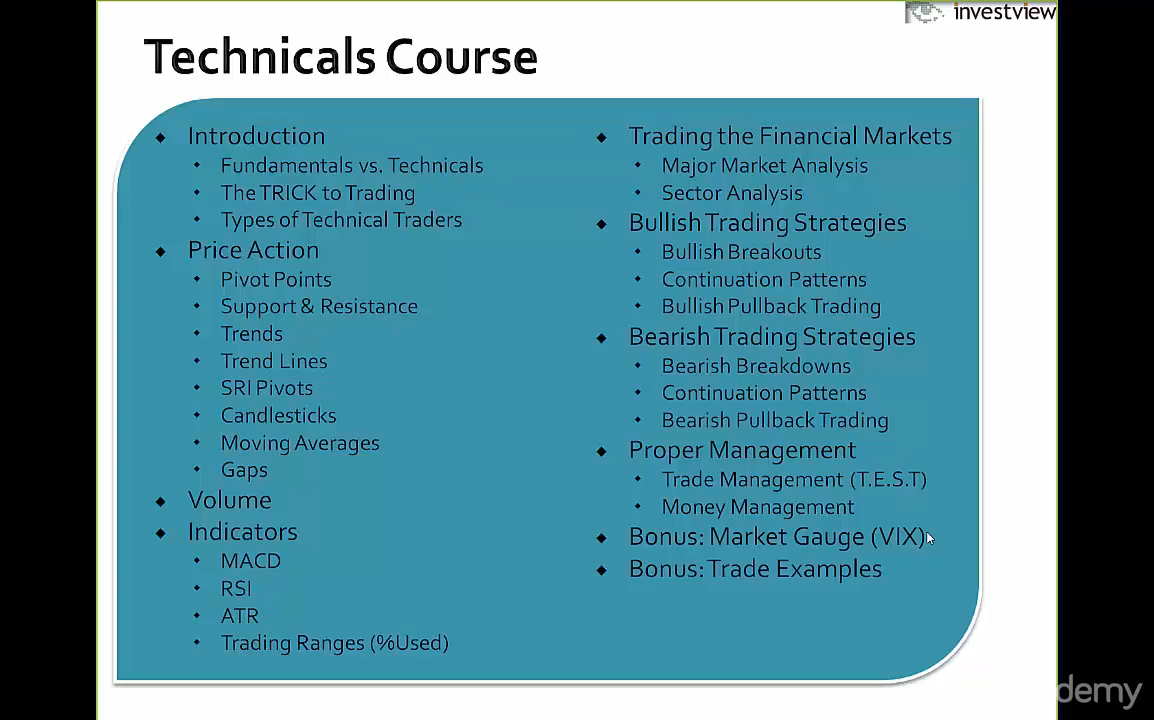 investview
Technicals Course
Introduction
Fundamentals vs. Technicals
The TRICK to Trading
Types of Technical Traders
Price Action
Pivot Points
Support & Resistance
Trends
Trend Lines
SRI Pivots
Candlesticks
Moving Averages
Gaps
Volume
Indicators
MACD
RSI
ATR
Trading Ranges (%Used)
Trading the Financial Markets
Major Market Analysis
Sector Analysis
Bullish Trading Strategies
Bullish Breakouts
Continuation Patterns
Bullish Pullback Trading
Bearish Trading Strategies
Bearish Breakdowns
Continuation Patterns
Bearish Pullback Trading
Proper Management
Trade Management (T.E.S.T)
Money Management
Bonus: Market Gauge (VIX)
Bonus: Trade Examples
demy